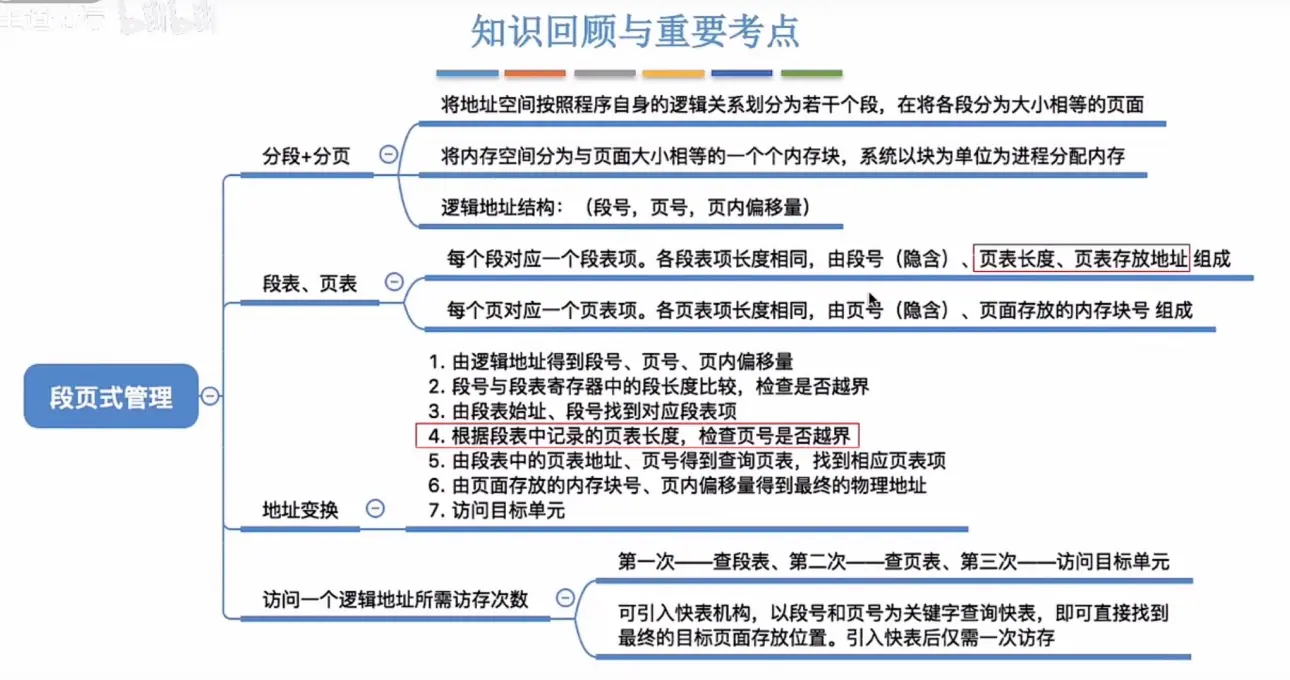 bilibili
知识回顾与重要考点
段页式管理
分段+分页
将地址空间按照程序自身的逻辑关系划分为若干个段，在将各段分为大小相等的页面
将内存空间分为与页面大小相等的一个个内存块，系统以块为单位为进程分配内存
逻辑地址结构：（段号，页号，页内偏移量）
段表、页表
每个段对应一个段表项。各段表项长度相同，由段号（隐含）、页表长度、页表存放地址 组成
每个页对应一个页表项。各页表项长度相同，由页号（隐含）、页面存放的内存块号 组成
地址变换
1. 由逻辑地址得到段号、页号、页内偏移量
2. 段号与段表寄存器中的段长度比较，检查是否越界
3. 由段表始址、段号找到对应段表项
4. 根据段表中记录的页表长度，检查页号是否越界
5. 由段表中的页表地址、页号得到查询页表，找到相应页表项
6. 由页面存放的内存块号、页内偏移量得到最终的物理地址
7. 访问目标单元
访问一个逻辑地址所需访存次数
第一次——查段表、第二次——查页表、第三次——访问目标单元
可引入快表机构，以段号和页号为关键字查询快表，即可直接找到
最终的目标页面存放位置。引入快表后仅需一次访存